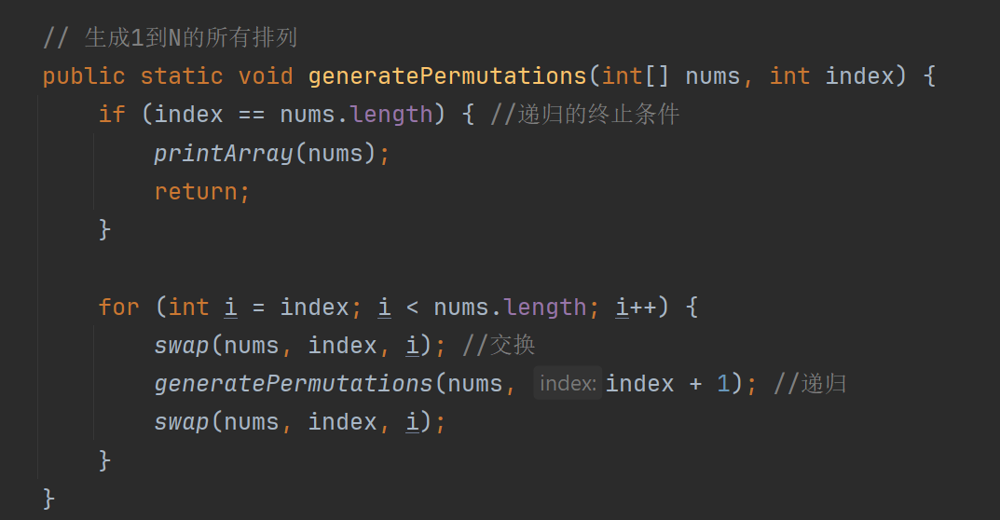 // 生成1到N的所有排列
public static void generatePermutations(int[] nums, int index) {
    if (index == nums.length) { //递归的终止条件
        printArray(nums);
        return;
    }
    for (int i = index; i < nums.length; i++) {
        swap(nums, index, i); //交换
        generatePermutations(nums, index: index + 1); //递归
        swap(nums, index, i);
    }
}